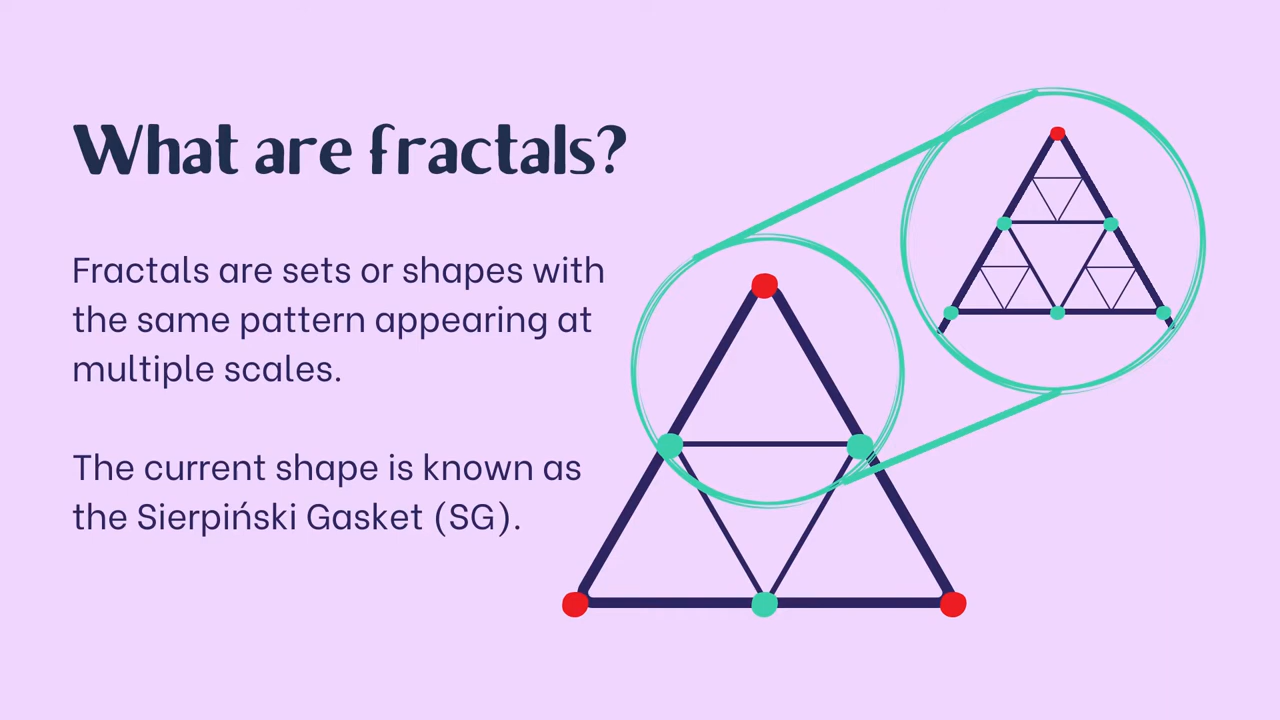 What are fractals?
Fractals are sets or shapes with
the same pattern appearing at
multiple scales.
The current shape is known as
the Sierpiński Gasket (SG).